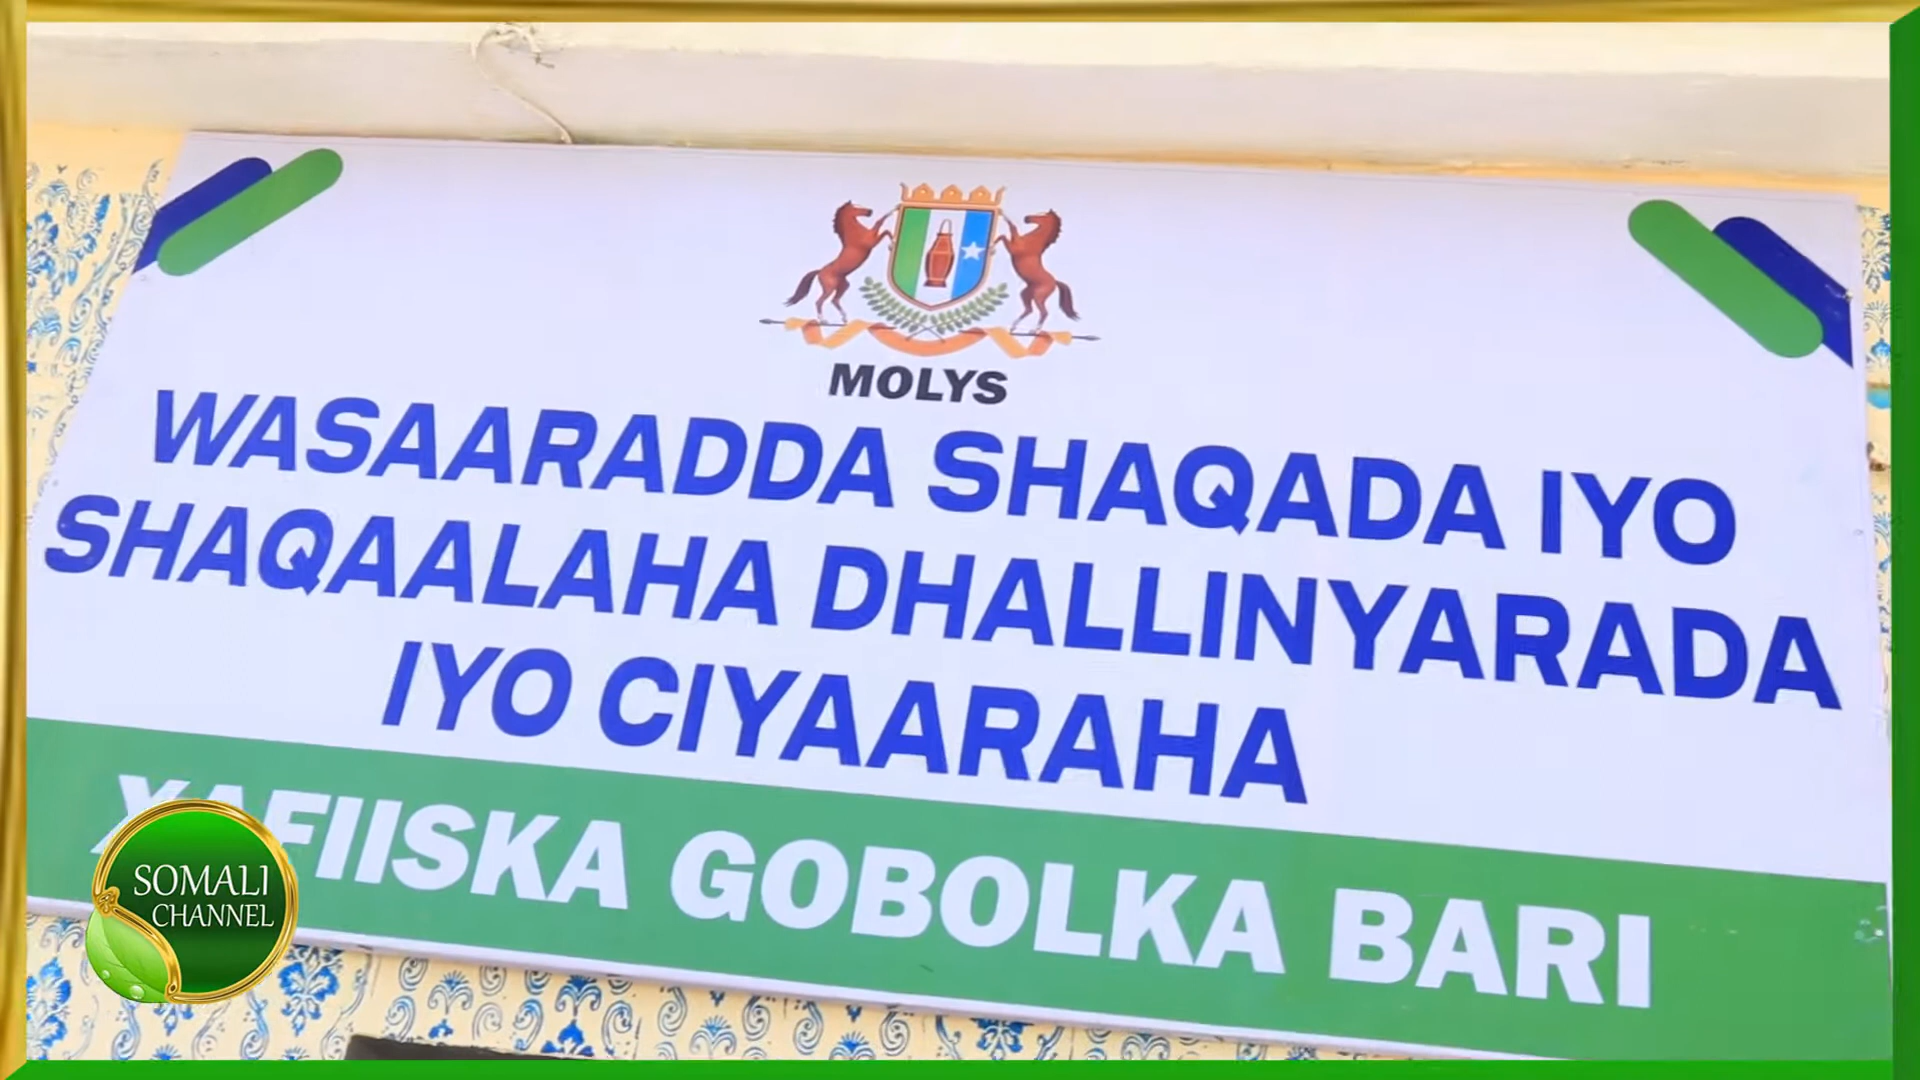 MOLYS
WASAARADDA SHAQADA IYO
SHAQAALAHA DHALLINYARADA
IYO CIYAARAHA
XAFIISKA GOBOLKA BARI
SOMALI
CHANNEL